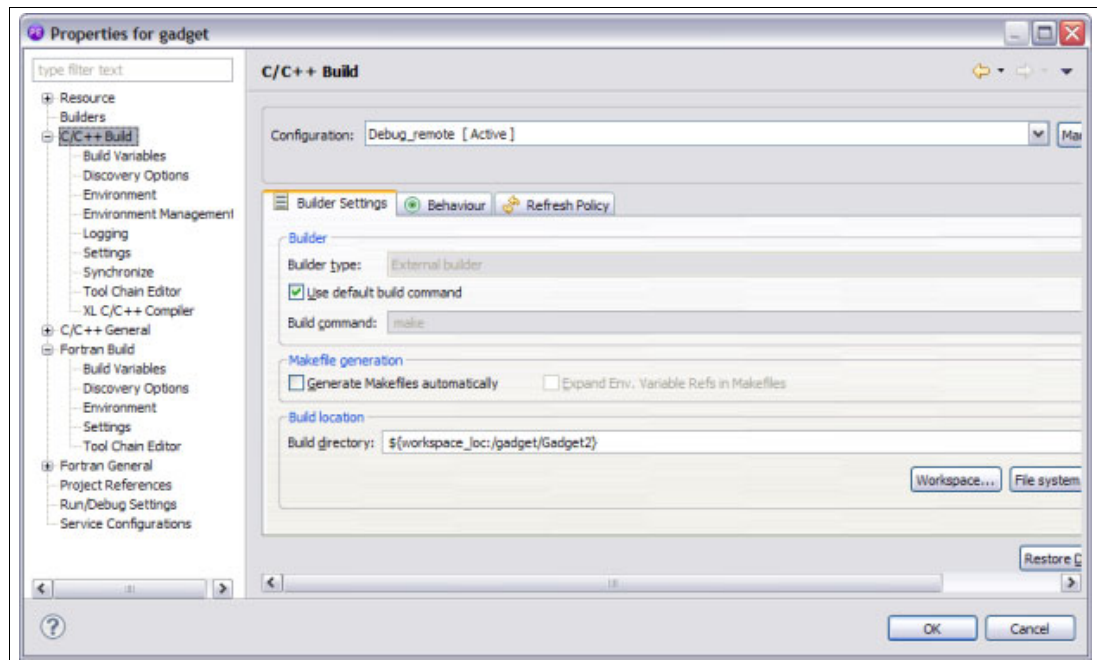 Properties for gadget
type filter text
Resource
Builders
C/C++ Build
Build Variables
Discovery Options
Environment
Environment Management
Logging
Settings
Synchronize
Tool Chain Editor
XL C/C++ Compiler
C/C++ General
Fortran Build
Build Variables
Discovery Options
Environment
Settings
Tool Chain Editor
Fortran General
Project References
Run/Debug Settings
Service Configurations
C/C++ Build
Configuration: Debug_remote [ Active ]
Mai
Builder Settings Behaviour Refresh Policy
Builder
Builder type: External builder
Use default build command
Build command: make
Makefile generation
Generate Makefiles automatically Expand Env. Variable Refs in Makefiles
Build location
Build directory: ${workspace_loc:/gadget/Gadget2}
Workspace... File system
Restore D
? OK Cancel